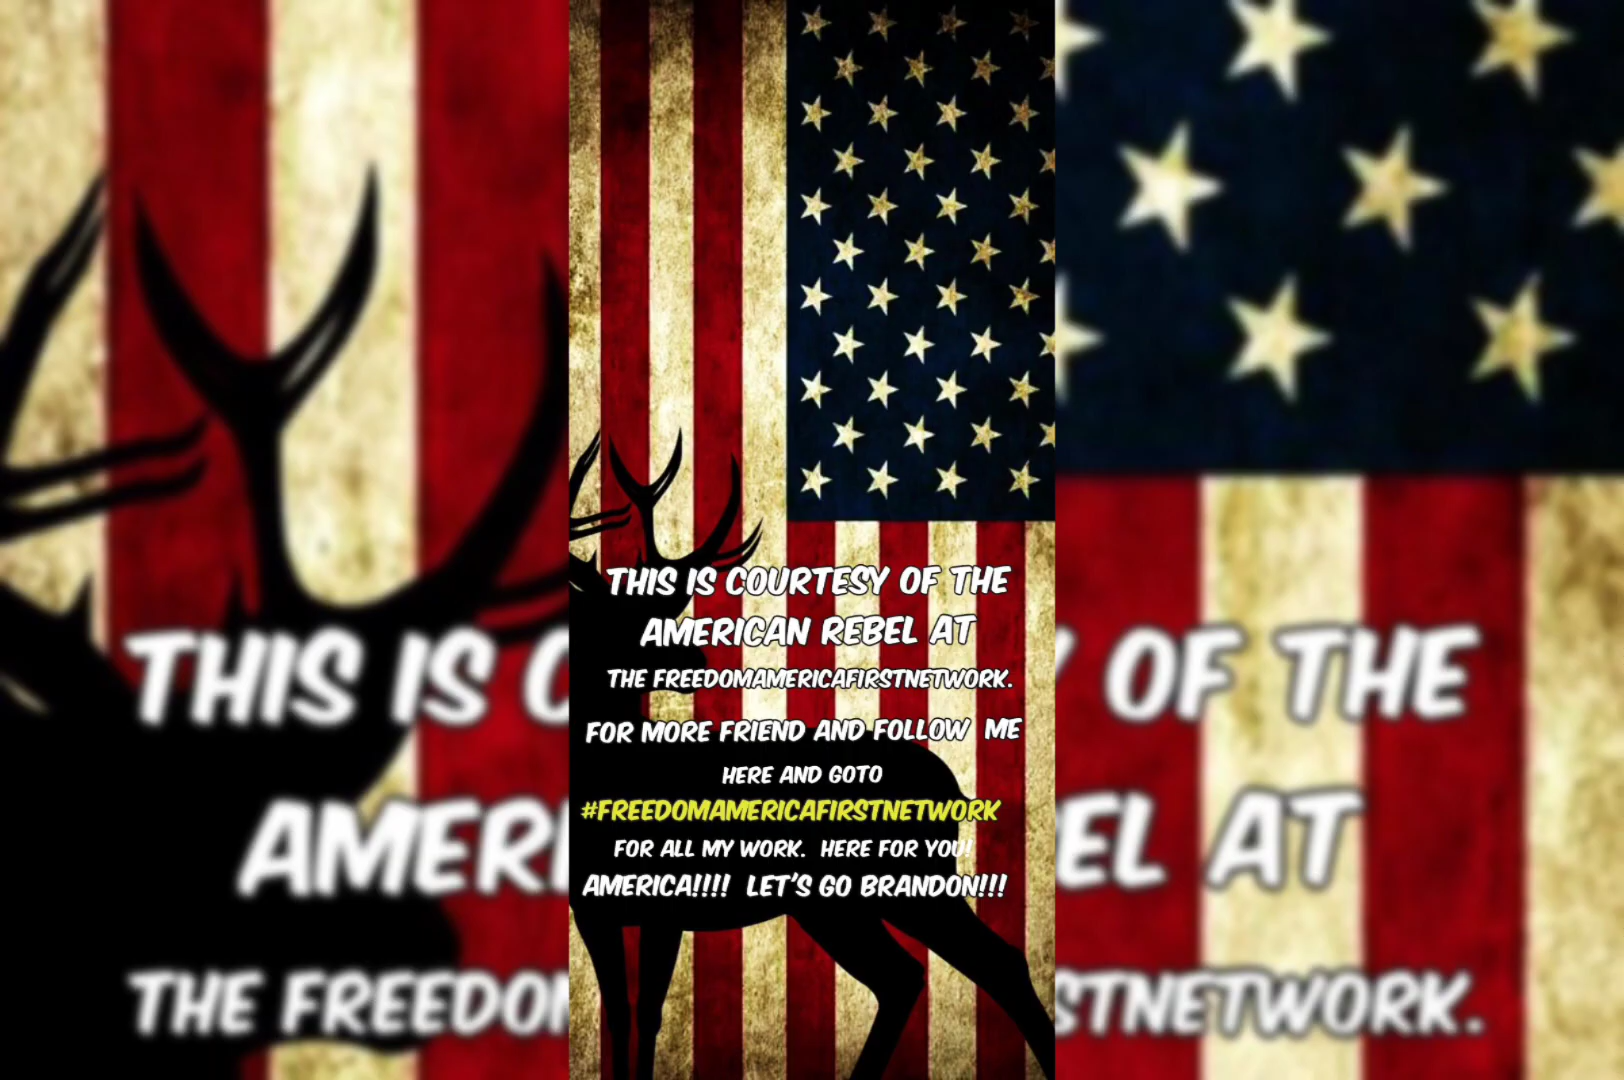 THIS IS COURTESY OF THE
AMERICAN REBEL AT
THE FREEDOMAMERICAFIRSTNETWORK.
FOR MORE FRIEND AND FOLLOW ME
HERE AND GOTO
#FREEDOMAMERICAFIRSTNETWORK
FOR ALL MY WORK. HERE FOR YOU!
AMERICA!!!! LET'S GO BRANDON!!!